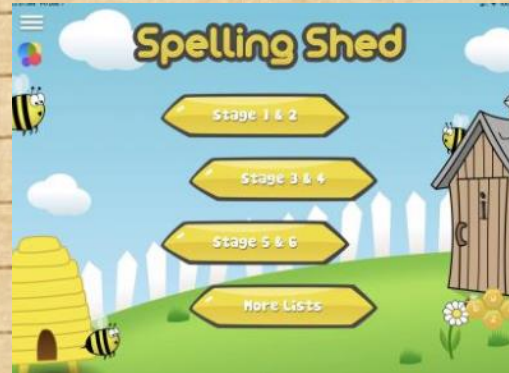 Spelling Shed
Stage 1 & 2
Stage 3 & 4
Stage 5 & 6
More Lists